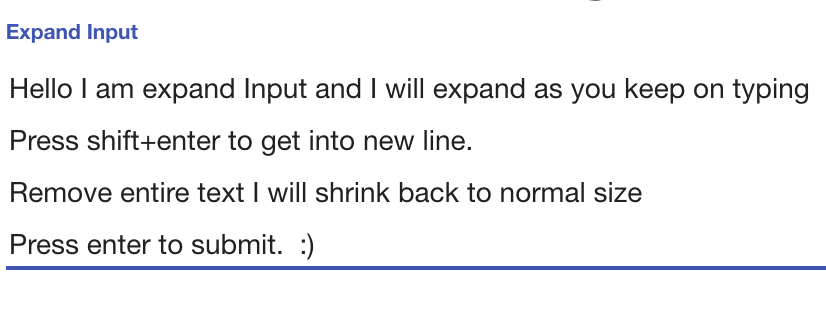 Expand Input
Hello I am expand Input and I will expand as you keep on typing
Press shift+enter to get into new line.
Remove entire text I will shrink back to normal size
Press enter to submit.  :)